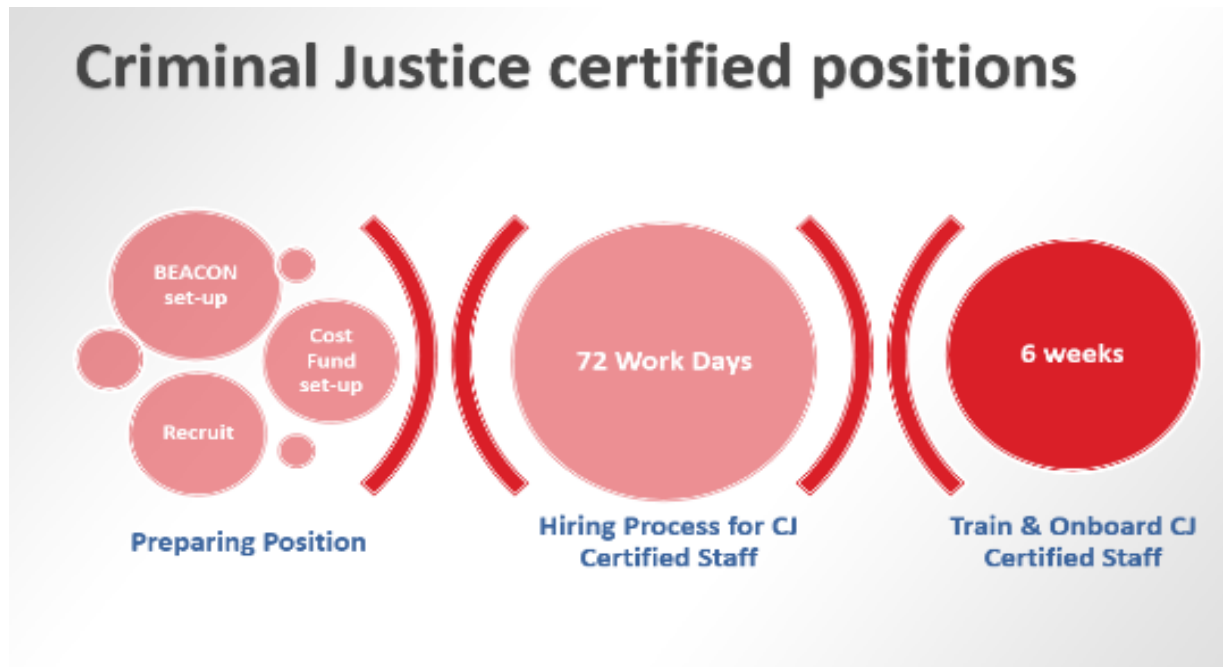 Criminal Justice certified positions
BEACON
set-up
Cost
Fund
set-up
Recruit
Preparing Position
72 Work Days
Hiring Process for CJ
Certified Staff
6 weeks
Train & Onboard CJ
Certified Staff